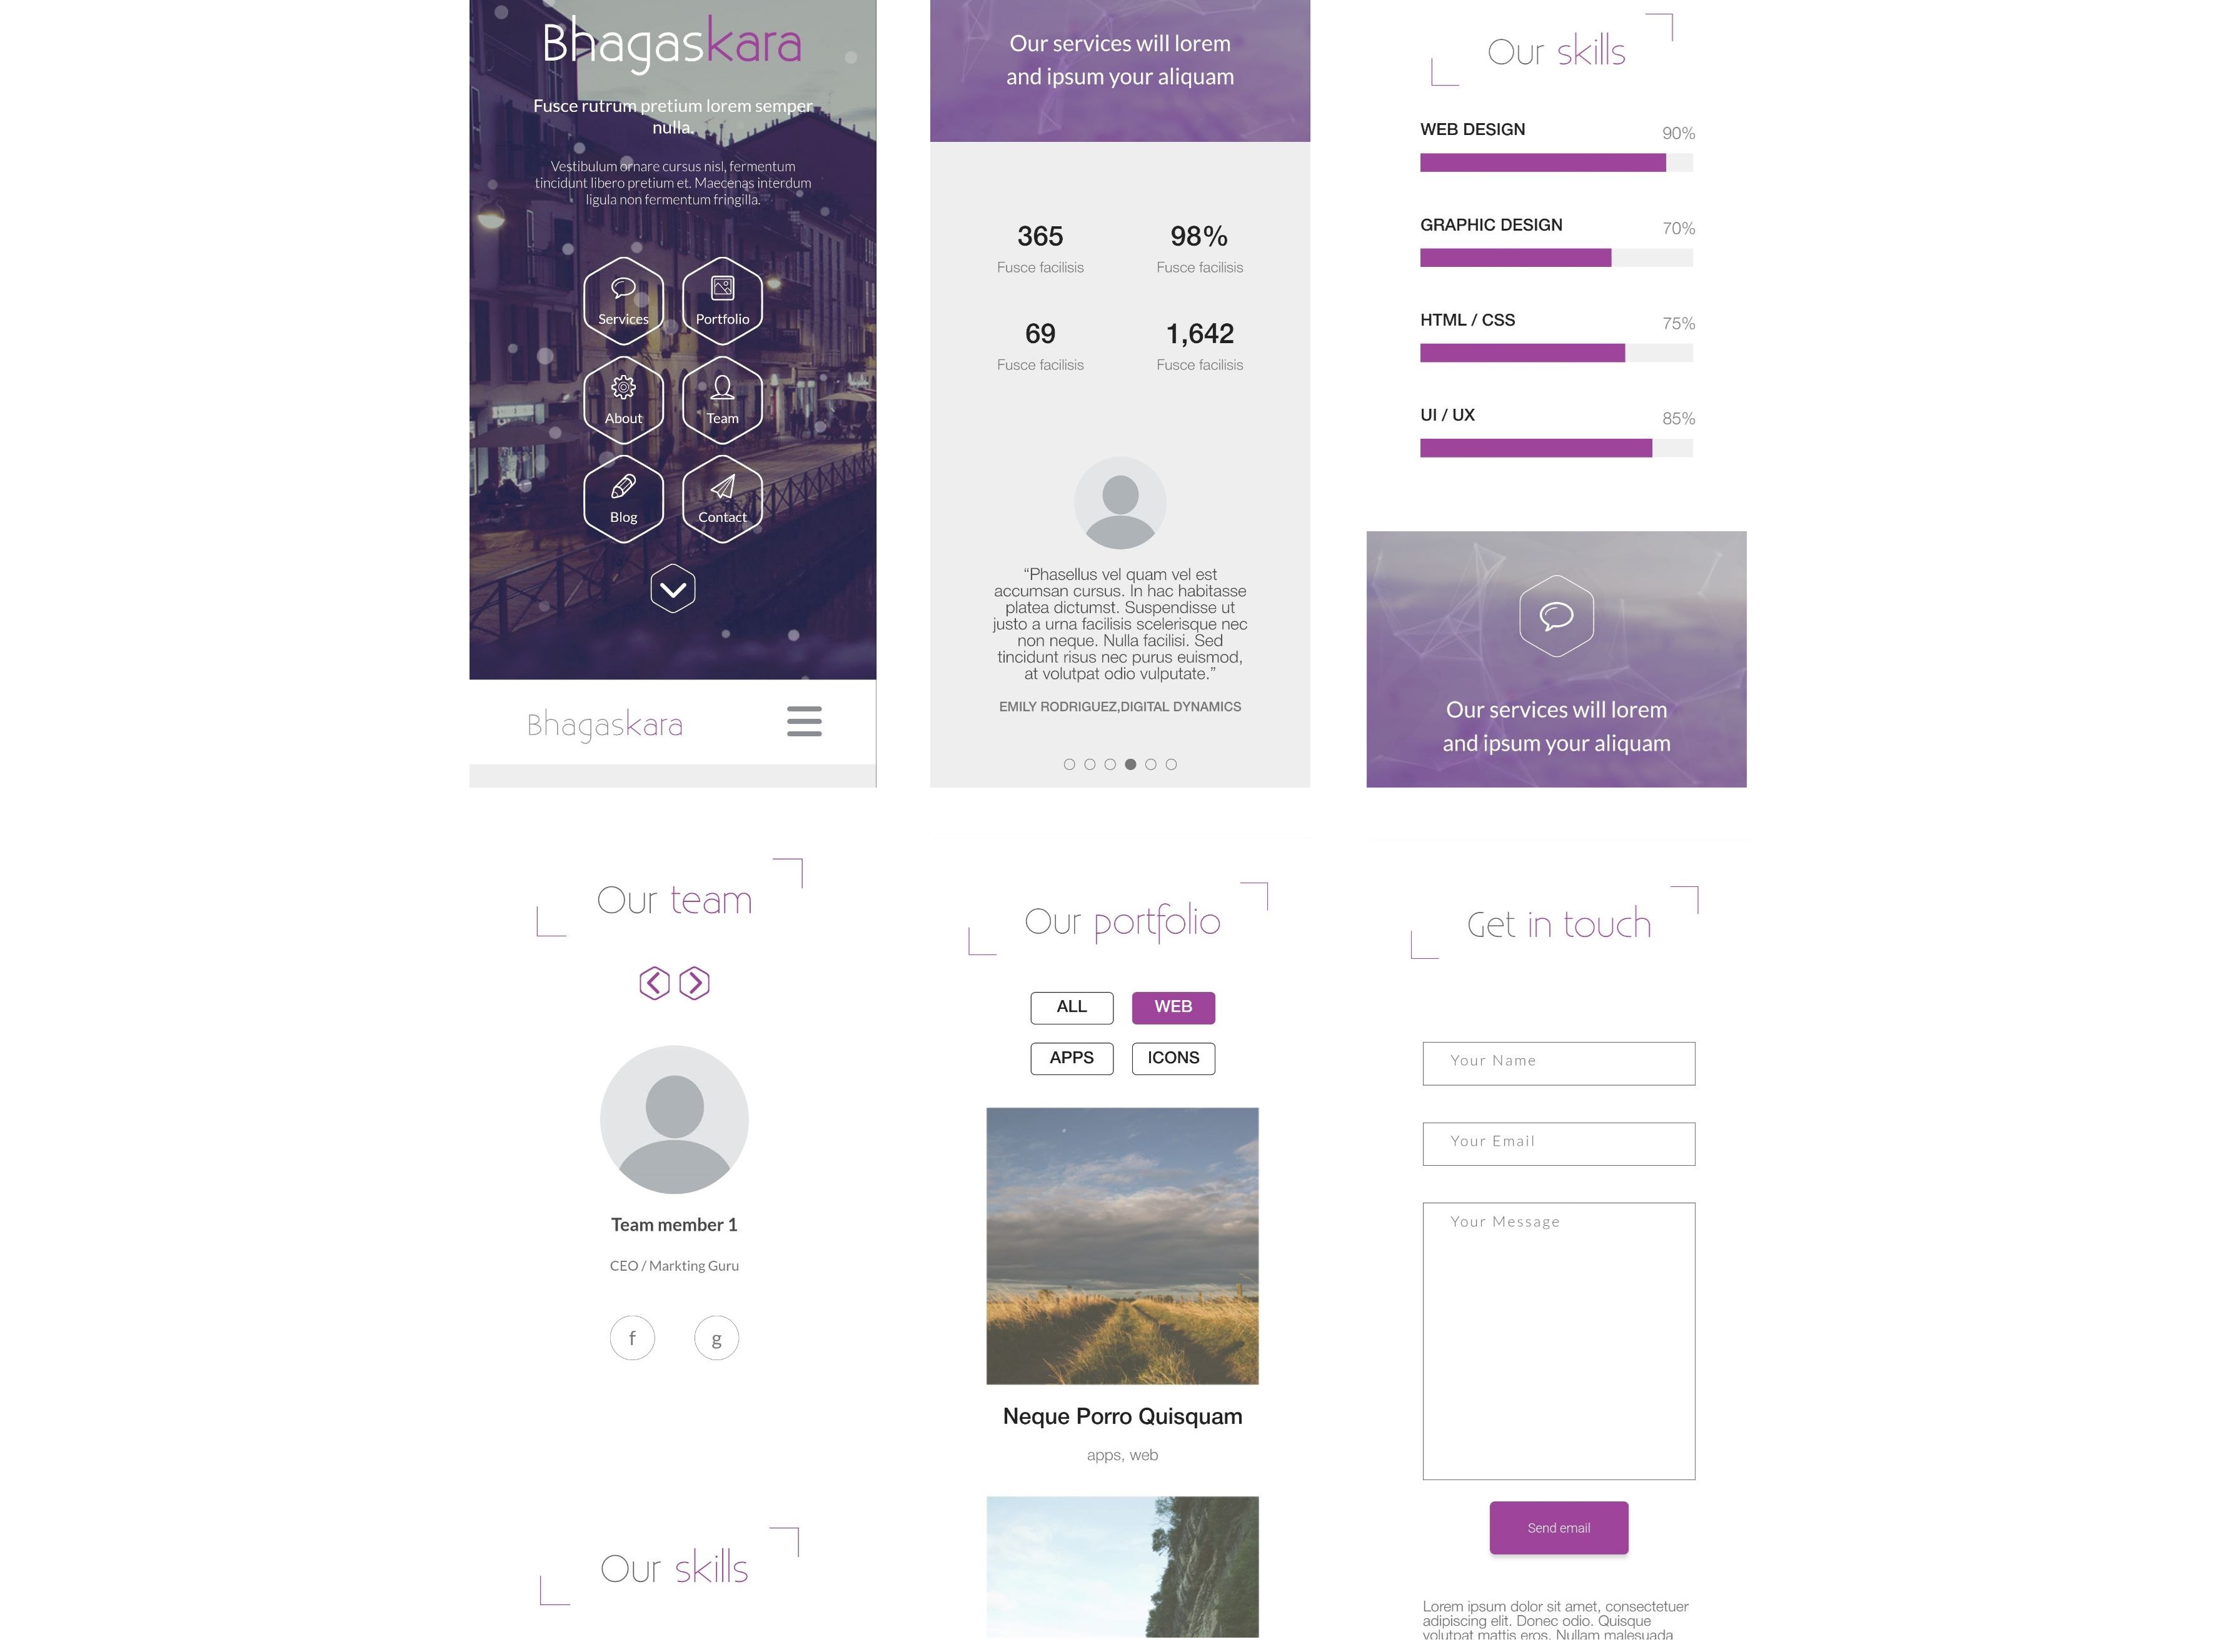 Bhagaskara
Fusce rutrum pretium lorem semper
nulla.
Vestibulum ornare cursus nisl, fermentum
tincidunt libero pretium et. Maecenas interdum
ligula non fermentum fringilla.
Services
Portfolio
About
Team
Blog
Contact
Bhagaskara
Our services will lorem
and ipsum your aliquam
365
98%
Fusce facilisis
Fusce facilisis
69
1,642
Fusce facilisis
Fusce facilisis
“Phasellus vel quam vel est
accumsan cursus. In hac habitasse
platea dictumst. Suspendisse ut
justo a urna facilisis scelerisque nec
non neque. Nulla facilisi. Sed
tincidunt risus nec purus euismod,
at volutpat odio vulputate.”
EMILY RODRIGUEZ,DIGITAL DYNAMICS
Our skills
WEB DESIGN
90%
GRAPHIC DESIGN
70%
HTML / CSS
75%
UI / UX
85%
Our services will lorem
and ipsum your aliquam
Our team
Team member 1
CEO / Markting Guru
f
g
Our skills
Our portfolio
ALL
WEB
APPS
ICONS
Neque Porro Quisquam
apps, web
Get in touch
Your Name
Your Email
Your Message
Send email
Lorem ipsum dolor sit amet, consectetuer
adipiscing elit. Donec odio. Quisque
volutpat mattis eros. Nullam malesuada